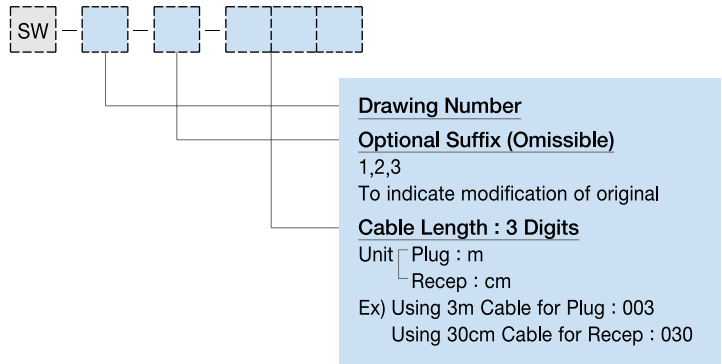 SW
Drawing Number
Optional Suffix (Omissible)
1,2,3
To indicate modification of original
Cable Length : 3 Digits
Unit Plug : m
Recep : cm
Ex) Using 3m Cable for Plug : 003
Using 30cm Cable for Recep : 030